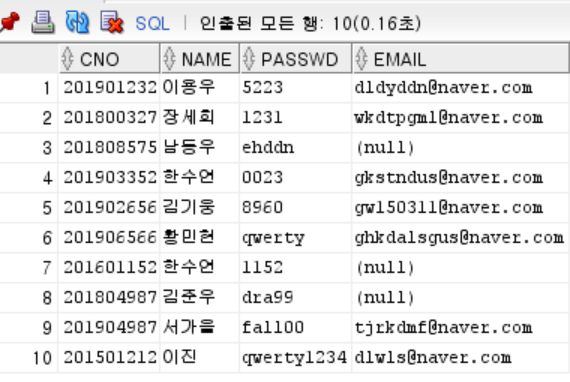 SQL | 인출된 모든 행: 10(0.16초)
CNO NAME PASSWD EMAIL
1 201901232 이용우 5223 dldyddn@naver.com
2 201800327 장세희 1231 wkdtpgml@naver.com
3 201808575 남동우 ehddn (null)
4 201903352 한수연 0023 gkstndus@naver.com
5 201902656 김기웅 8960 gw150311@naver.com
6 201906566 황민현 qwerty ghkdalsgus@naver.com
7 201601152 한수연 1152 (null)
8 201804987 김준우 dra99 (null)
9 201904987 서가을 fall00 tjrkdmf@naver.com
10 201501212 이진 qwerty1234 dlwls@naver.com